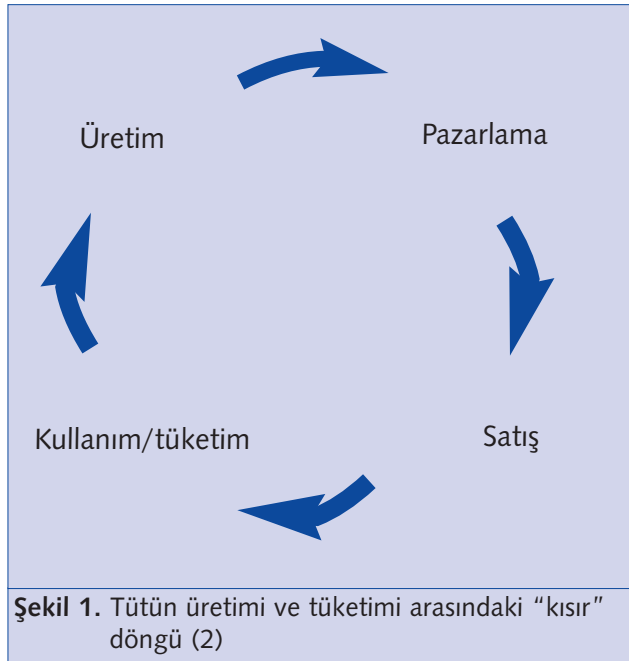 Üretim
Pazarlama
Kullanım/tüketim
Satış
Şekil 1. Tütün üretimi ve tüketimi arasındaki “kısır”
döngü (2)